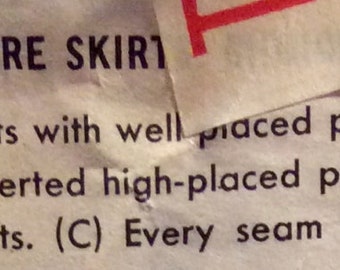 RE SKIRT
ts with well placed p
erted high-placed p
ts. (C) Every seam